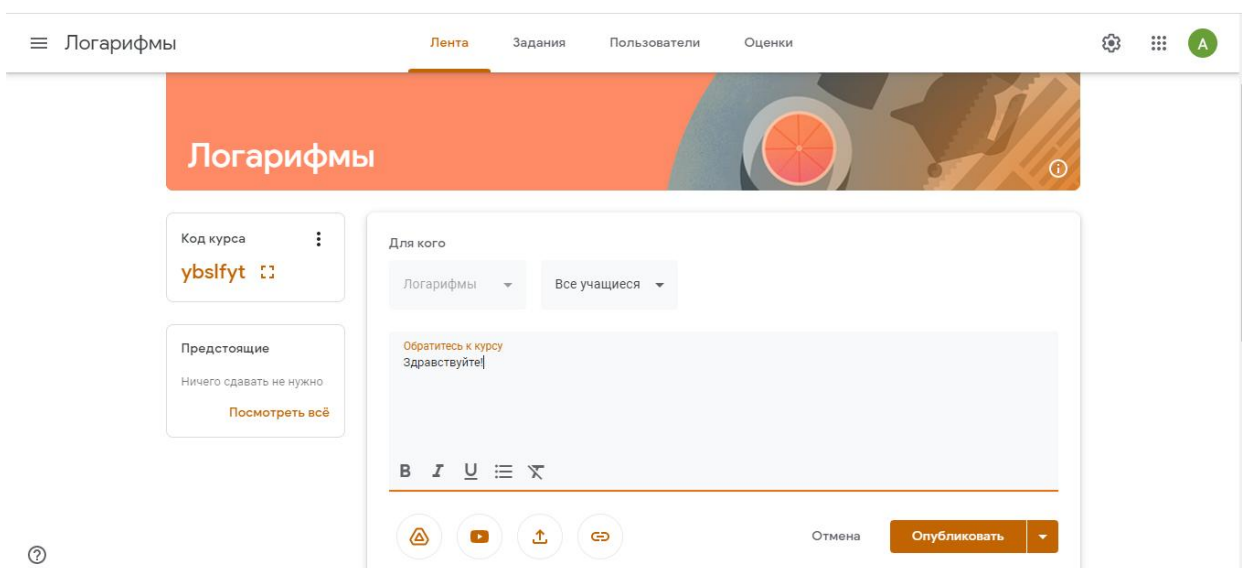 Логарифмы
Лента Задания Пользователи Оценки
А
Логарифмы
Код курса
ybslfyt
Предстоящие
Ничего сдавать не нужно
Посмотреть всё
Для кого
Логарифмы Все учащиеся
Обратитесь к курсу
Здравствуйте!
B I U
Отмена Опубликовать